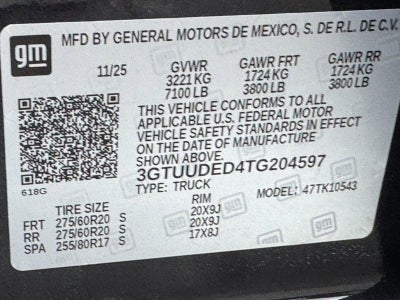 gm MFD BY GENERAL MOTORS DE MEXICO, S. DE R.L. DE C.V.
11/25 GVWR GAWR FRT GAWR RR
3221 KG 1724 KG 1724 KG
7100 LB 3800 LB 3800 LB
THIS VEHICLE CONFORMS TO ALL
APPLICABLE U.S. FEDERAL MOTOR
VEHICLE SAFETY STANDARDS IN EFFECT
ON THE DATE OF MANUFACTURE
3GTUUDED4TG204597
618G TYPE: TRUCK 47TK10543
TIRE SIZE RIM
FRT 275/60R20 S 20X9J
RR 275/60R20 S 20X9J
SPA 255/80R17 S 17X8J